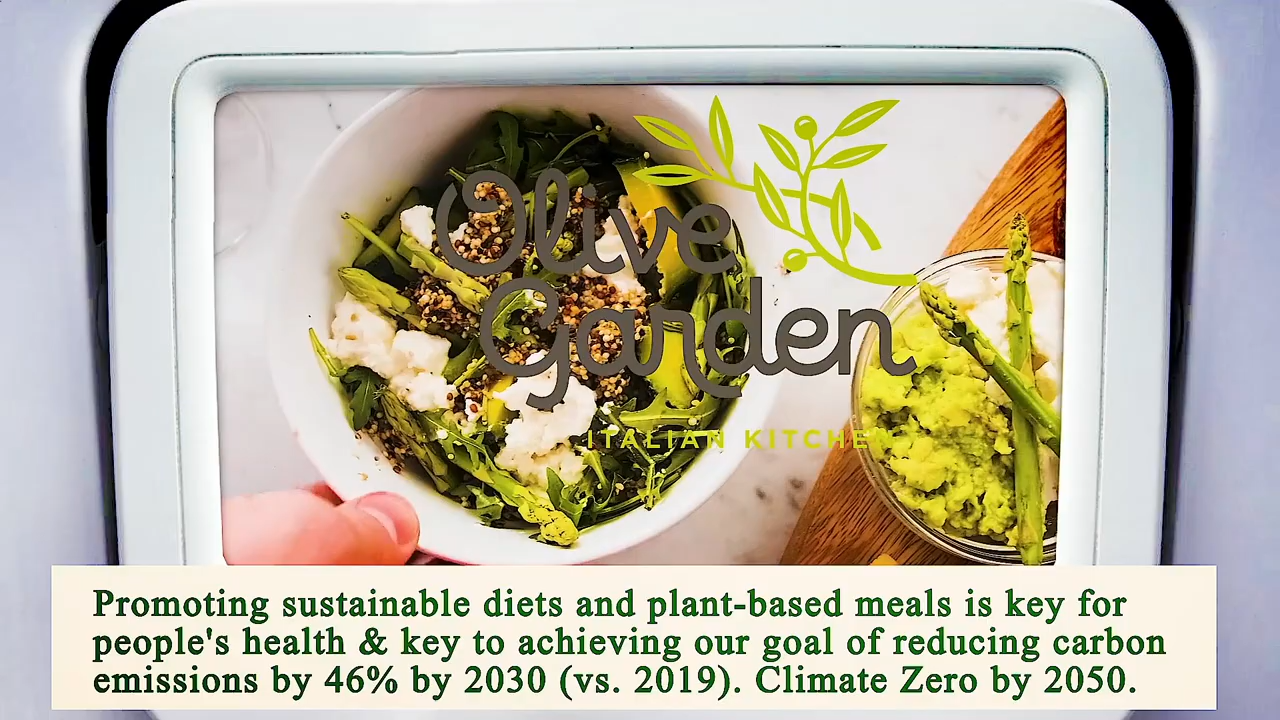 Olive
Garden
ITALIAN KITCHEN
Promoting sustainable diets and plant-based meals is key for
people's health & key to achieving our goal of reducing carbon
emissions by 46% by 2030 (vs. 2019). Climate Zero by 2050.